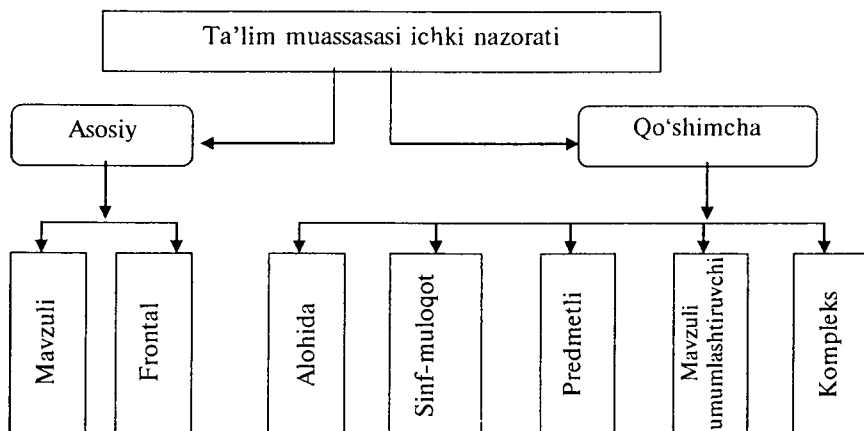 Ta’lim muassasasi ichki nazorati
Asosiy
Qo‘shimcha
Mavzuli
Frontal
Alohida
Sinf-muloqot
Predmetli
Mavzuli
umumlashtiruvchi
Kompleks